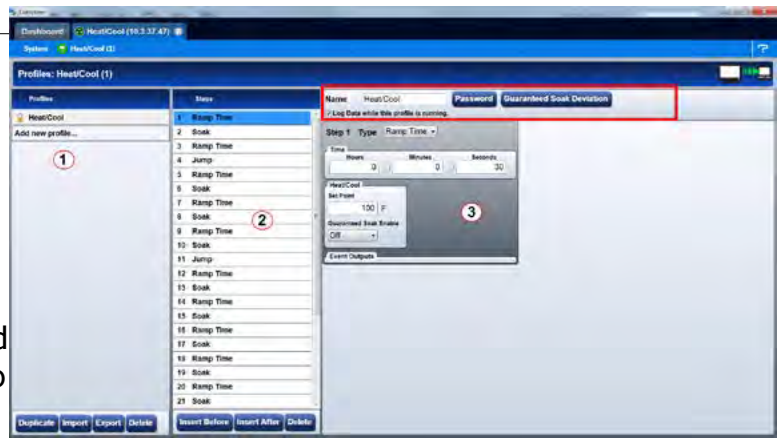 Dashboard Heat/Cool (10.3.37.47)
System Heat/Cool (1)
?
Profiles: Heat/Cool (1)
Profiles
Heat/Cool
Add new profile...
1
Duplicate Import Export Delete
Steps
1 Ramp Time
2 Soak
3 Ramp Time
4 Jump
5 Ramp Time
6 Soak
7 Ramp Time
8 Soak
9 Ramp Time
10 Soak
11 Jump
12 Ramp Time
13 Soak
14 Ramp Time
15 Soak
16 Ramp Time
17 Soak
18 Ramp Time
19 Soak
20 Ramp Time
21 Soak
2
Insert Before Insert After Delete
Name Heat/Cool Password Guaranteed Soak Deviation
Log Data while this profile is running.
Step 1 Type Ramp Time
Time
Hours Minutes Seconds
0 0 30
Heat/Cool
Set Point
100 F
Guaranteed Soak Enable
Off
Event Outputs
3
d